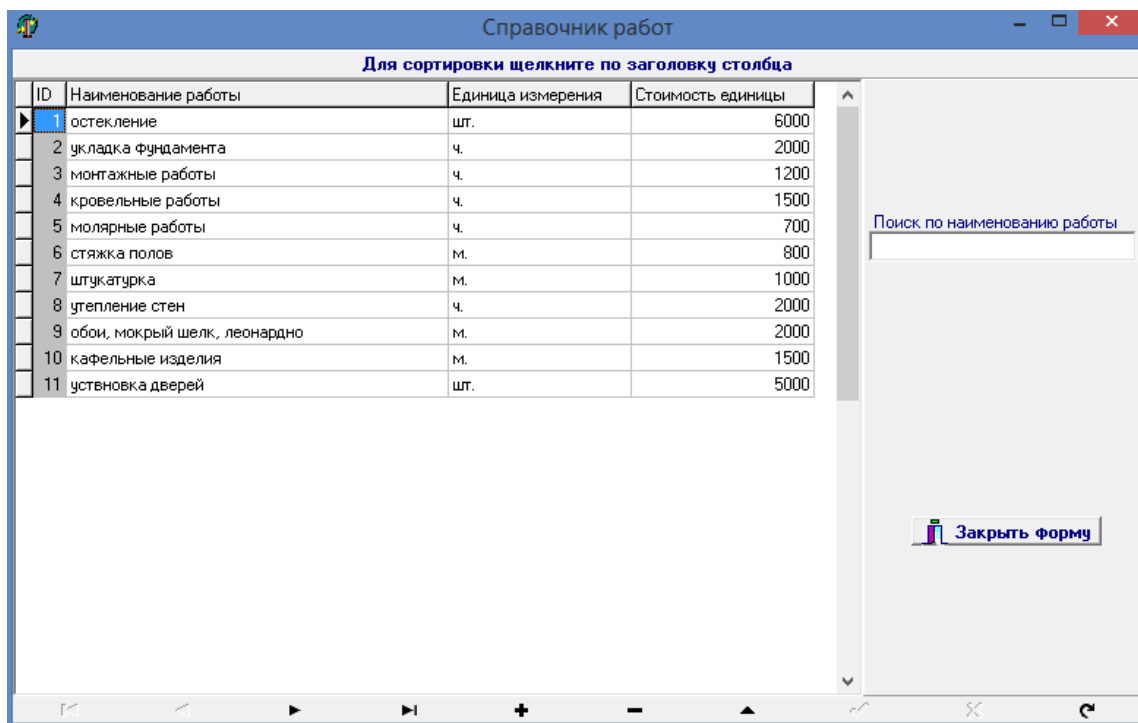 Справочник работ
Для сортировки щелкните по заголовку столбца
ID Наименование работы Единица измерения Стоимость единицы
1 остекление шт. 6000
2 укладка фундамента ч. 2000
3 монтажные работы ч. 1200
4 кровельные работы ч. 1500
5 молярные работы ч. 700
6 стяжка полов м. 800
7 штукатурка м. 1000
8 утепление стен ч. 2000
9 обои, мокрый шелк, леонардно м. 2000
10 кафельные изделия м. 1500
11 уствновка дверей шт. 5000
Поиск по наименованию работы
Закрыть форму